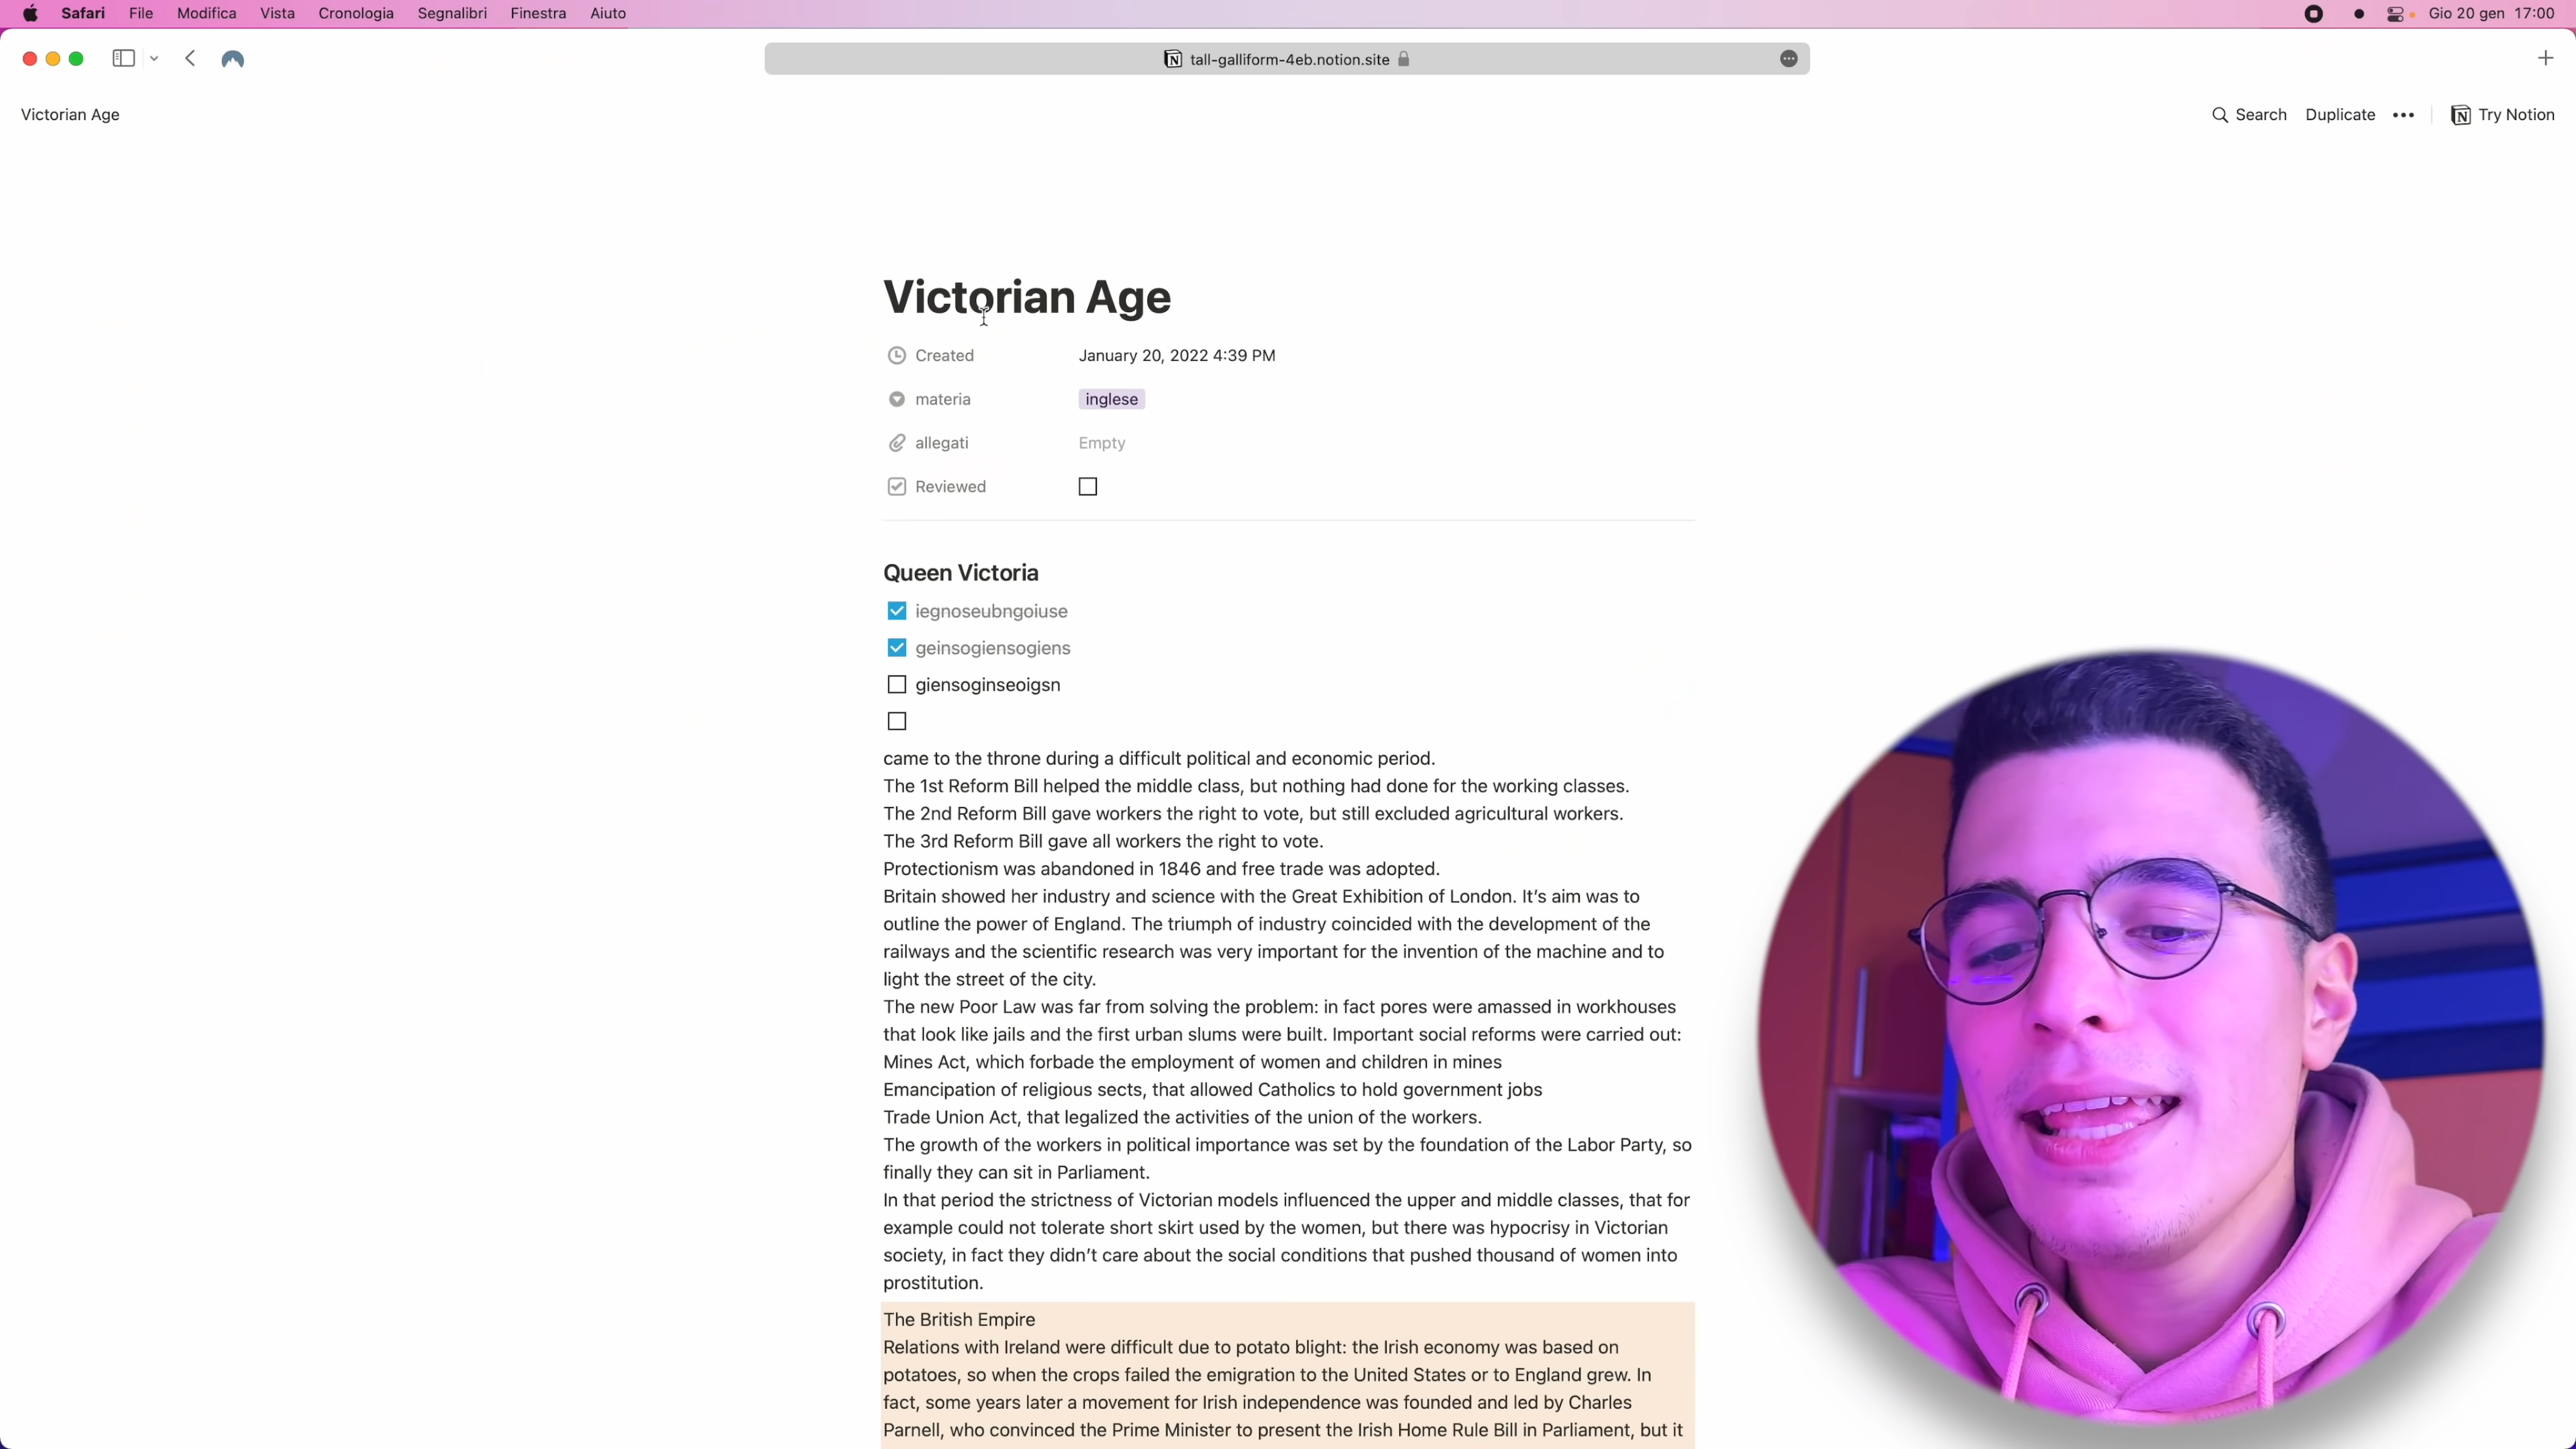 Safari File Modifica Vista Cronologia Segnalibri Finestra Aiuto Gio 20 gen 17:00
tall-galliform-4eb.notion.site
Victorian Age Search Duplicate Try Notion
Victorian Age
Created January 20, 2022 4:39 PM
materia inglese
allegati Empty
Reviewed
Queen Victoria
iegnoseubngoiuse
geinsogiensogiens
giensoginseoigsn
came to the throne during a difficult political and economic period.
The 1st Reform Bill helped the middle class, but nothing had done for the working classes.
The 2nd Reform Bill gave workers the right to vote, but still excluded agricultural workers.
The 3rd Reform Bill gave all workers the right to vote.
Protectionism was abandoned in 1846 and free trade was adopted.
Britain showed her industry and science with the Great Exhibition of London. It’s aim was to
outline the power of England. The triumph of industry coincided with the development of the
railways and the scientific research was very important for the invention of the machine and to
light the street of the city.
The new Poor Law was far from solving the problem: in fact pores were amassed in workhouses
that look like jails and the first urban slums were built. Important social reforms were carried out:
Mines Act, which forbade the employment of women and children in mines
Emancipation of religious sects, that allowed Catholics to hold government jobs
Trade Union Act, that legalized the activities of the union of the workers.
The growth of the workers in political importance was set by the foundation of the Labor Party, so
finally they can sit in Parliament.
In that period the strictness of Victorian models influenced the upper and middle classes, that for
example could not tolerate short skirt used by the women, but there was hypocrisy in Victorian
society, in fact they didn’t care about the social conditions that pushed thousand of women into
prostitution.
The British Empire
Relations with Ireland were difficult due to potato blight: the Irish economy was based on
potatoes, so when the crops failed the emigration to the United States or to England grew. In
fact, some years later a movement for Irish independence was founded and led by Charles
Parnell, who convinced the Prime Minister to present the Irish Home Rule Bill in Parliament, but it